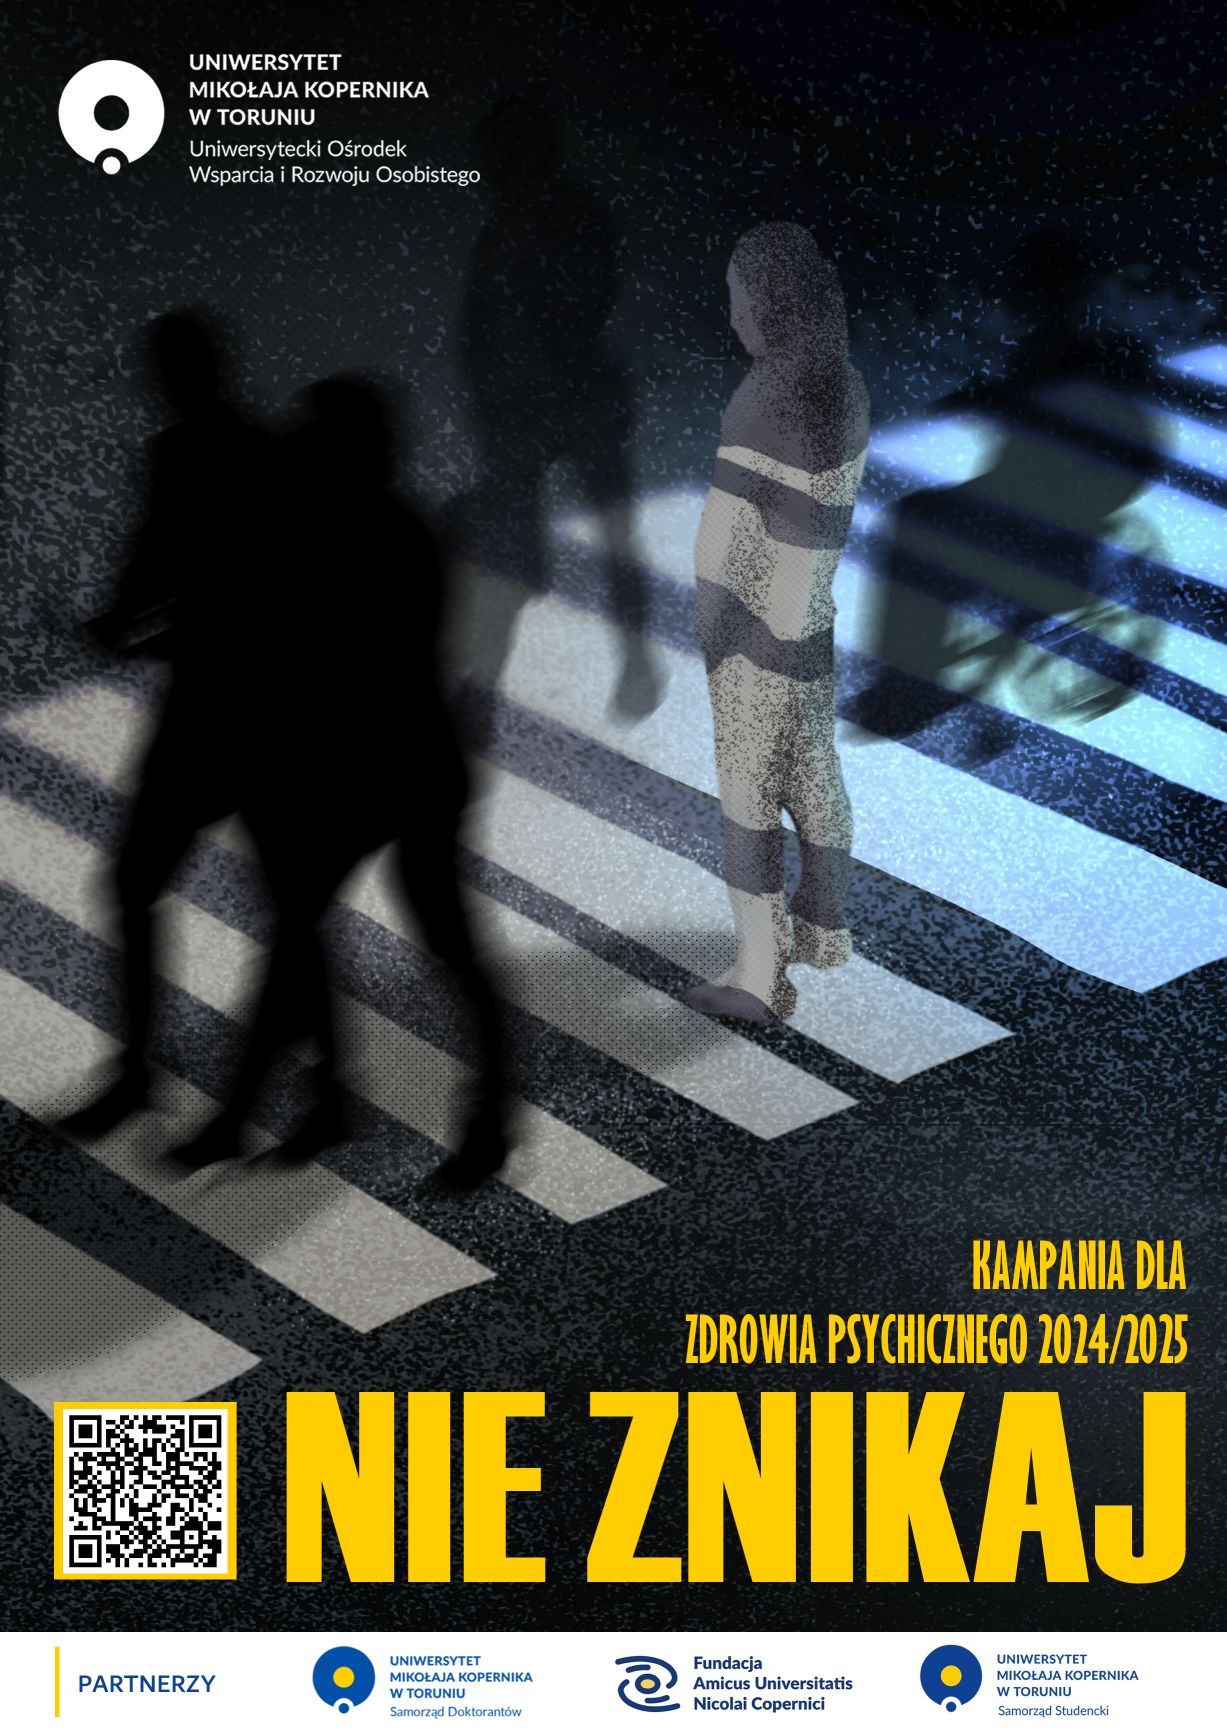 UNIWERSYTET
MIKOŁAJA KOPERNIKA
W TORUNIU
Uniwersytecki Ośrodek
Wsparcia i Rozwoju Osobistego
KAMPANIA DLA
ZDROWIA PSYCHICZNEGO 2024/2025
NIE ZNIKAJ
PARTNERZY
UNIWERSYTET
MIKOŁAJA KOPERNIKA
W TORUNIU
Samorząd Doktorantów
Fundacja
Amicus Universitatis
Nicolai Copernici
UNIWERSYTET
MIKOŁAJA KOPERNIKA
W TORUNIU
Samorząd Studencki